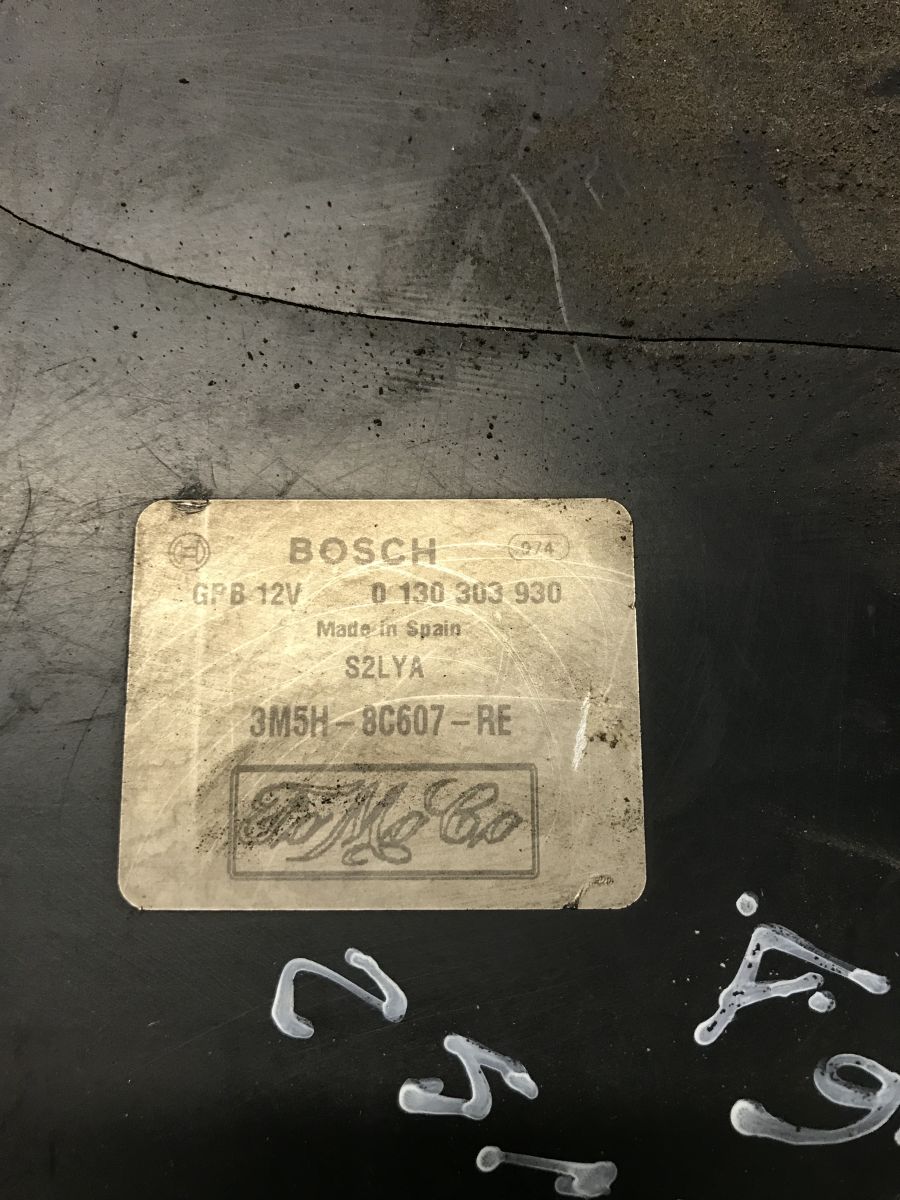 BOSCH 974
GPB 12V 0 130 303 930
Made in Spain
S2LYA
3M5H-8C607-RE
FoMoCo